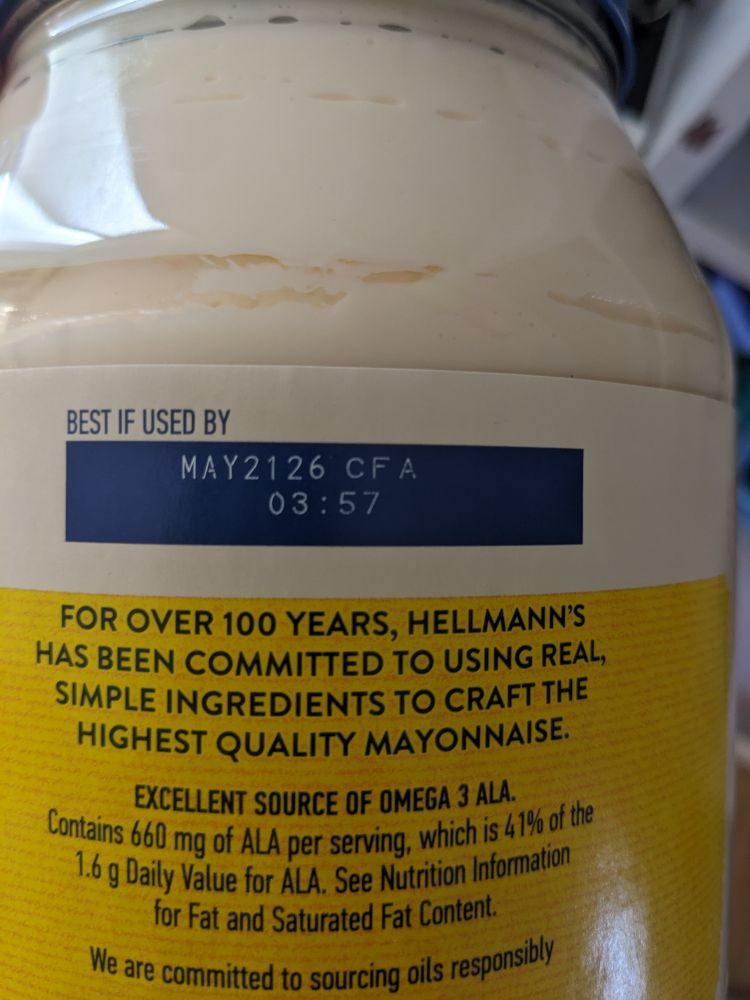 BEST IF USED BY
MAY2126 CFA
03:57
FOR OVER 100 YEARS, HELLMANN'S
HAS BEEN COMMITTED TO USING REAL,
SIMPLE INGREDIENTS TO CRAFT THE
HIGHEST QUALITY MAYONNAISE.
EXCELLENT SOURCE OF OMEGA 3 ALA.
Contains 660 mg of ALA per serving, which is 41% of the
1.6 g Daily Value for ALA. See Nutrition Information
for Fat and Saturated Fat Content.
We are committed to sourcing oils responsibly